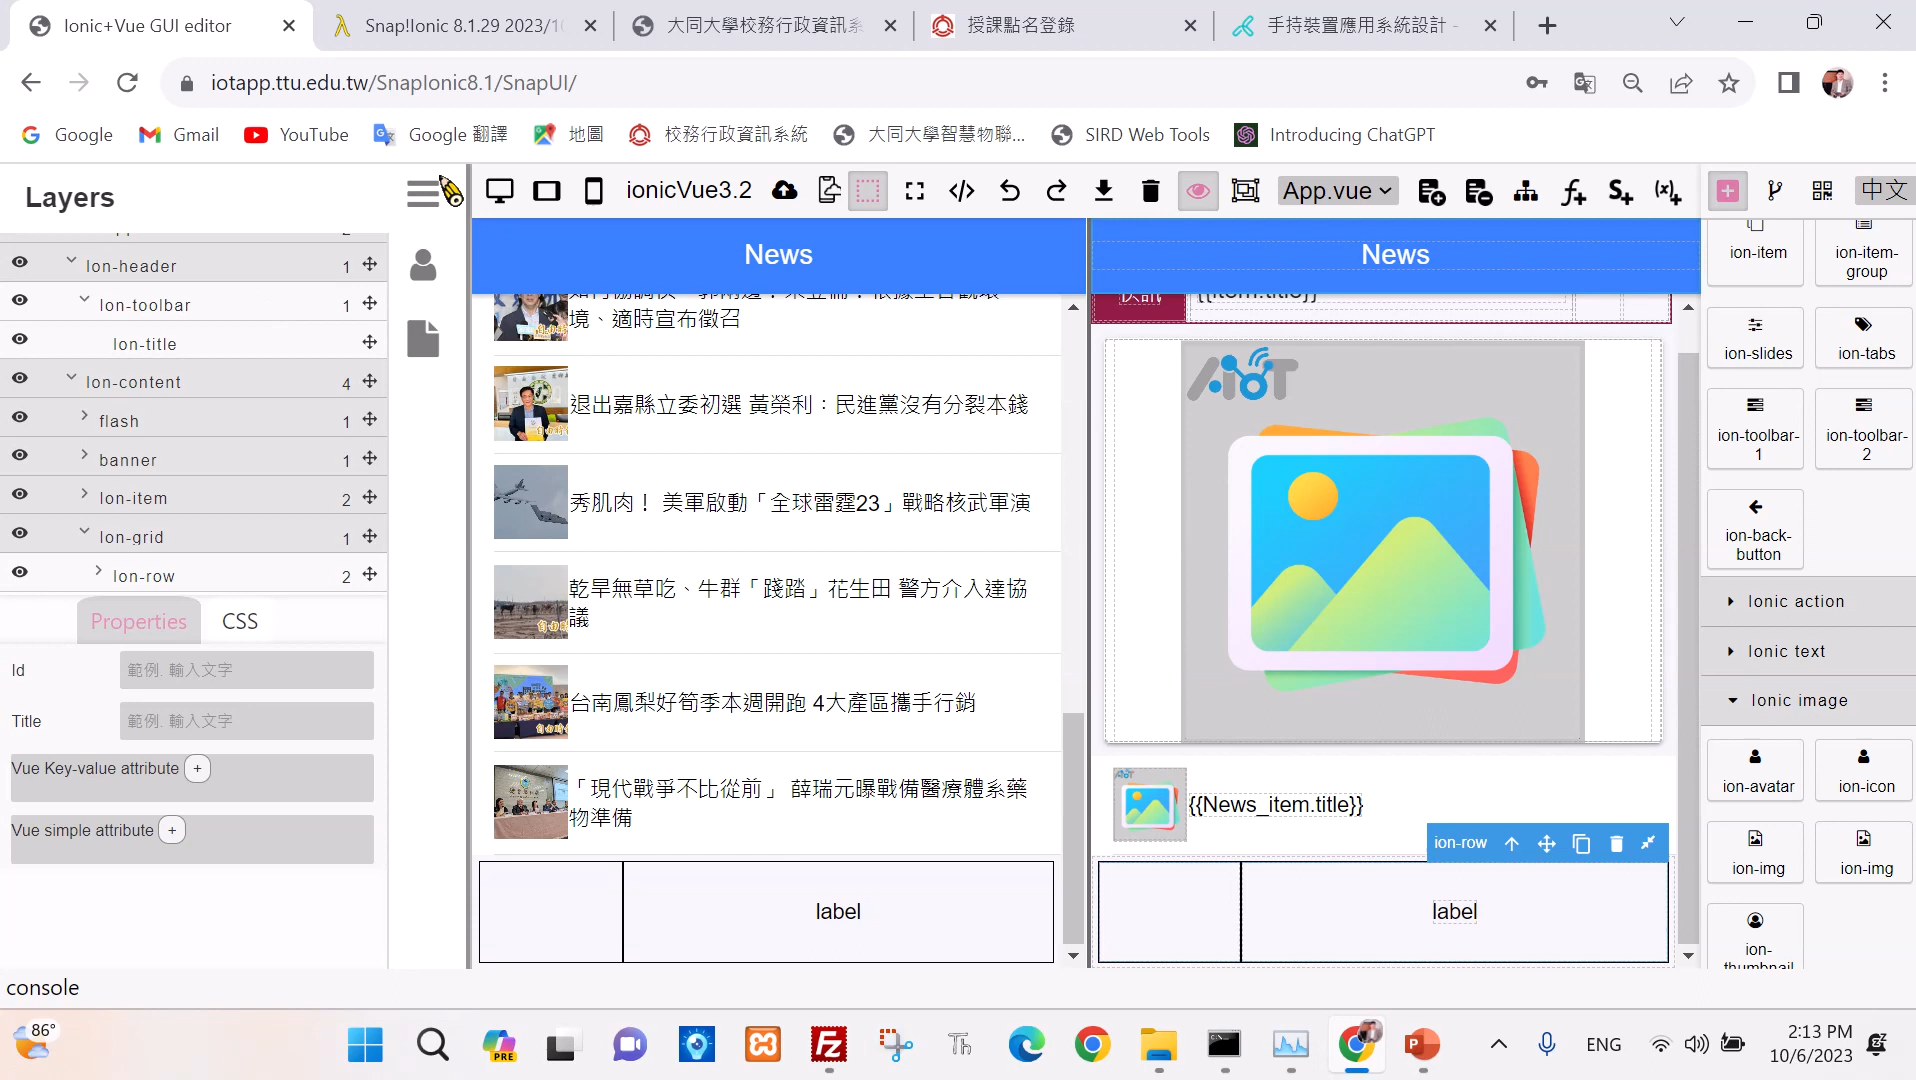 Ionic+Vue GUI editor
Snap!Ionic 8.1.29 2023/10
大同大學校務行政資訊系
授課點名登錄
手持裝置應用系統設計 -
iotapp.ttu.edu.tw/SnapIonic8.1/SnapUI/
Google
Gmail
YouTube
Google 翻譯
地圖
校務行政資訊系統
大同大學智慧物聯...
SIRD Web Tools
Introducing ChatGPT
Layers
ionicVue3.2
App.vue
中文
Ion-header 1
Ion-toolbar 1
Ion-title
Ion-content 4
flash 1
banner 1
Ion-item 2
Ion-grid 1
Ion-row 2
Properties
CSS
Id
範例. 輸入文字
Title
範例. 輸入文字
Vue Key-value attribute +
Vue simple attribute +
News
境、適時宣布徵召
退出嘉縣立委初選 黃榮利：民進黨沒有分裂本錢
秀肌肉！ 美軍啟動「全球雷霆23」戰略核武軍演
乾旱無草吃、牛群「踐踏」花生田 警方介入達協
議
台南鳳梨好筍季本週開跑 4大產區攜手行銷
「現代戰爭不比從前」 薛瑞元曝戰備醫療體系藥
物準備
label
News
快訊
{{item.title}}
AIOT
{{News_item.title}}
ion-row
label
ion-item
ion-item-
group
ion-slides
ion-tabs
ion-toolbar-
1
ion-toolbar-
2
ion-back-
button
Ionic action
Ionic text
Ionic image
ion-avatar
ion-icon
ion-img
ion-img
ion-
thumbnail
console
86°
PRE
Fz
Th
P
ENG
2:13 PM
10/6/2023